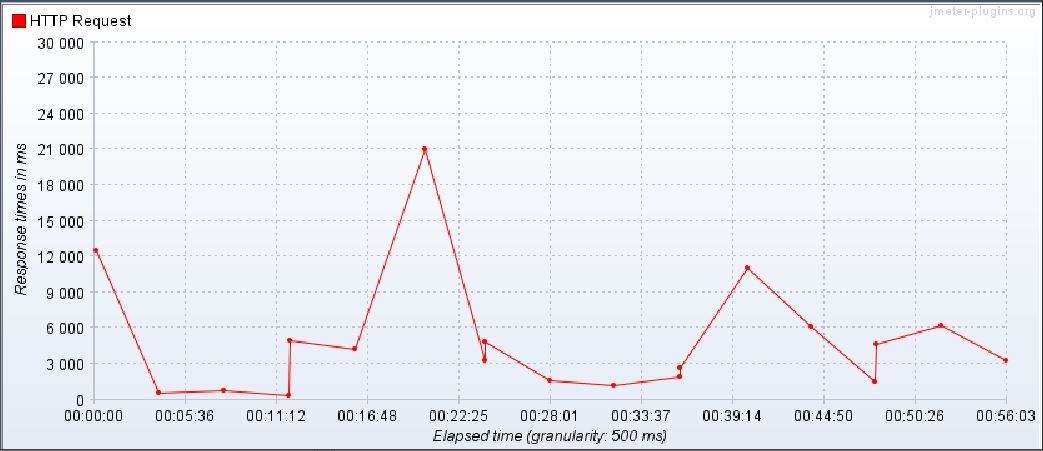 jmeter-plugins.org
HTTP Request
30 000
27 000
24 000
21 000
18 000
15 000
12 000
9 000
6 000
3 000
0
Response times in ms
00:00:00 00:05:36 00:11:12 00:16:48 00:22:25 00:28:01 00:33:37 00:39:14 00:44:50 00:50:26 00:56:03
Elapsed time (granularity: 500 ms)